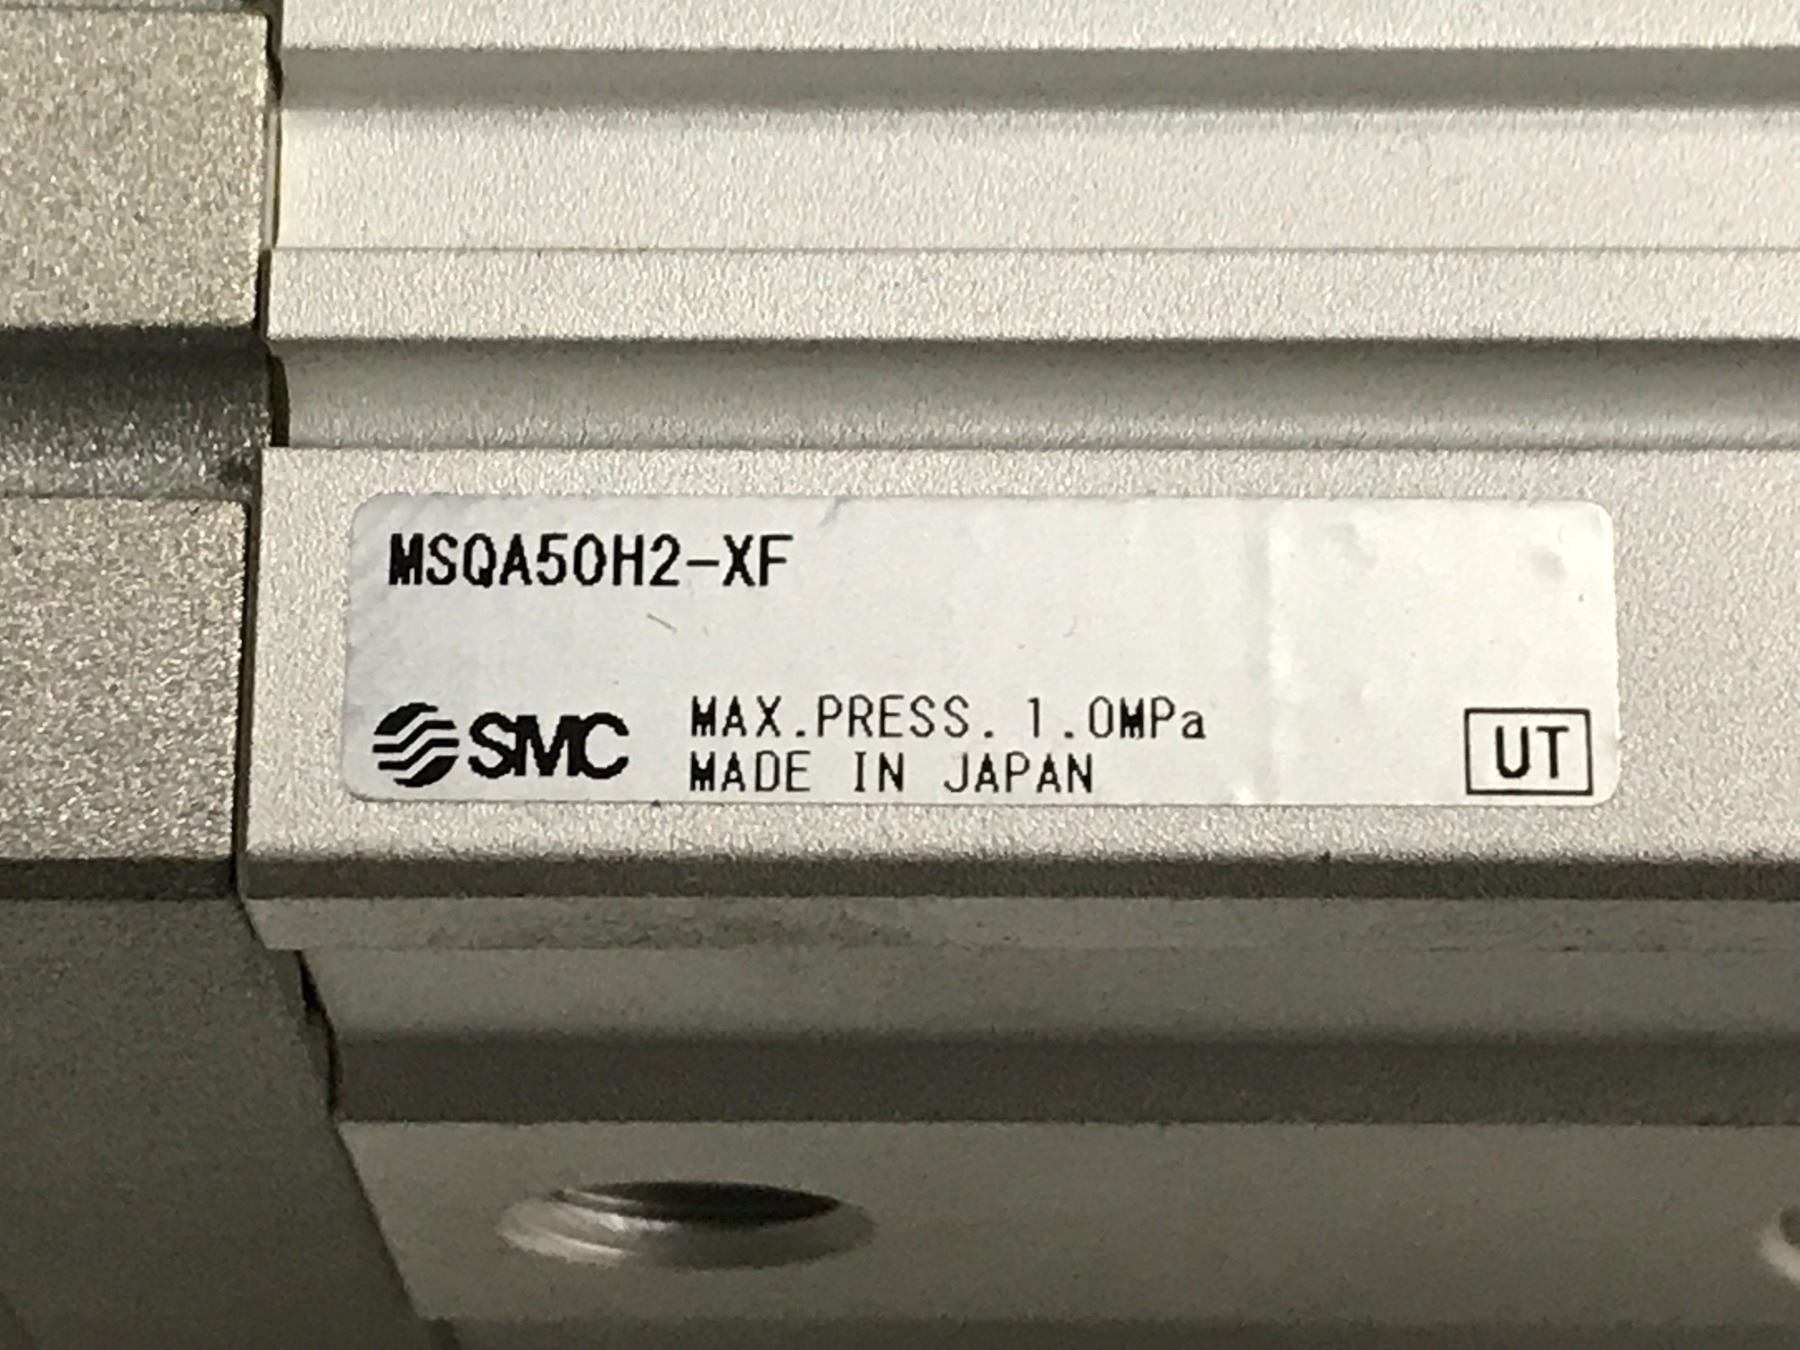 MSQA50H2-XF
SMC
MAX.PRESS. 1.0MPa
MADE IN JAPAN
UT